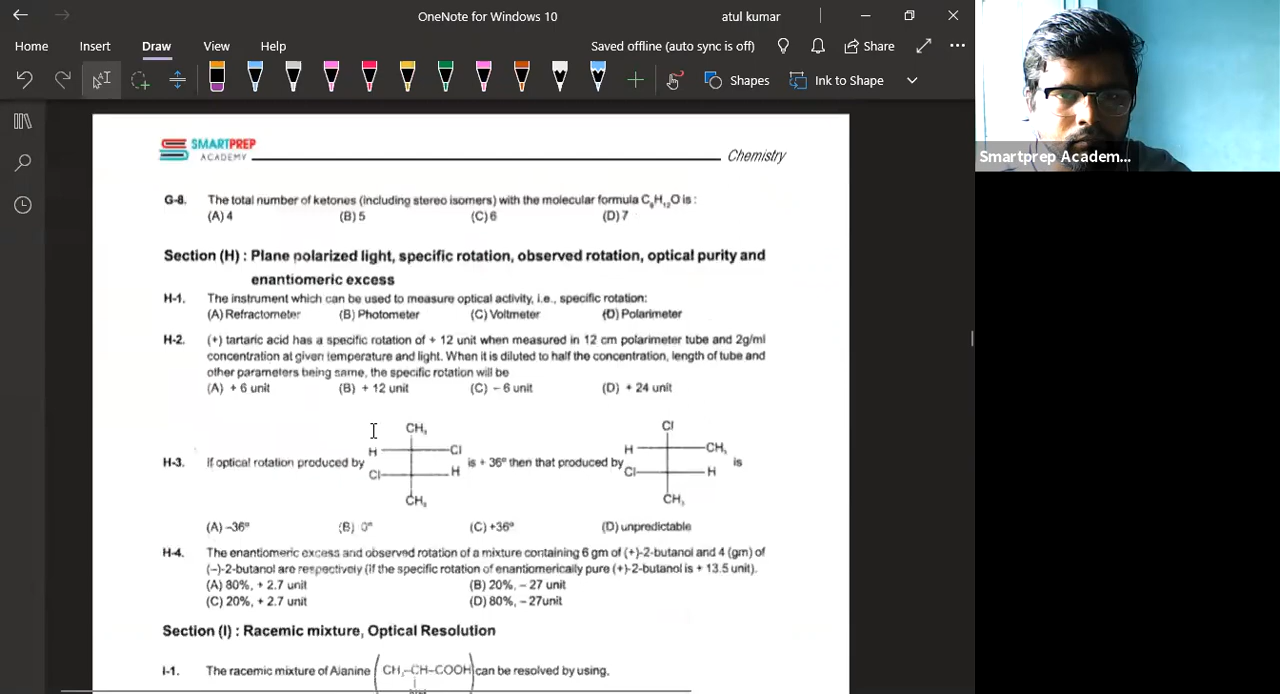 OneNote for Windows 10
atul kumar
Home Insert Draw View Help
Saved offline (auto sync is off)
Share
Shapes
Ink to Shape
Smartprep Academ...
SMARTPREP
ACADEMY
Chemistry
G-8. The total number of ketones (including stereo isomers) with the molecular formula C₆H₁₂O is :
(A) 4 (B) 5 (C) 6 (D) 7
Section (H) : Plane polarized light, specific rotation, observed rotation, optical purity and
enantiomeric excess
H-1. The instrument which can be used to measure optical activity, i.e., specific rotation:
(A) Refractometer (B) Photometer (C) Voltmeter (D) Polarimeter
H-2. (+) tartaric acid has a specific rotation of + 12 unit when measured in 12 cm polarimeter tube and 2g/ml
concentration at given temperature and light. When it is diluted to half the concentration, length of tube and
other parameters being same, the specific rotation will be
(A) + 6 unit (B) + 12 unit (C) – 6 unit (D) + 24 unit
CH₃ Cl
H Cl H CH₃
H-3. If optical rotation produced by is + 36° then that produced by is
Cl H Cl H
CH₃ CH₃
(A) –36° (B) 0° (C) +36° (D) unpredictable
H-4. The enantiomeric excess and observed rotation of a mixture containing 6 gm of (+)-2-butanol and 4 (gm) of
(–)-2-butanol are respectively (if the specific rotation of enantiomerically pure (+)-2-butanol is + 13.5 unit).
(A) 80%, + 2.7 unit (B) 20%, – 27 unit
(C) 20%, + 2.7 unit (D) 80%, – 27unit
Section (I) : Racemic mixture, Optical Resolution
I-1. The racemic mixture of Alanine (CH₃–CH–COOH) can be resolved by using.